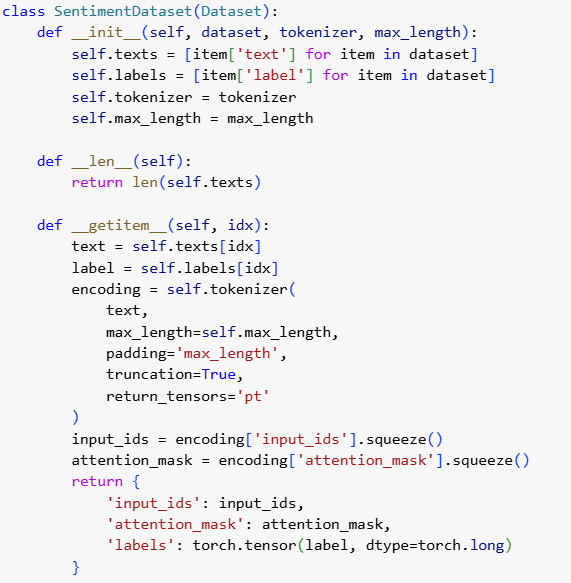 class SentimentDataset(Dataset):
    def __init__(self, dataset, tokenizer, max_length):
        self.texts = [item['text'] for item in dataset]
        self.labels = [item['label'] for item in dataset]
        self.tokenizer = tokenizer
        self.max_length = max_length

    def __len__(self):
        return len(self.texts)

    def __getitem__(self, idx):
        text = self.texts[idx]
        label = self.labels[idx]
        encoding = self.tokenizer(
            text,
            max_length=self.max_length,
            padding='max_length',
            truncation=True,
            return_tensors='pt'
        )
        input_ids = encoding['input_ids'].squeeze()
        attention_mask = encoding['attention_mask'].squeeze()
        return {
            'input_ids': input_ids,
            'attention_mask': attention_mask,
            'labels': torch.tensor(label, dtype=torch.long)
        }